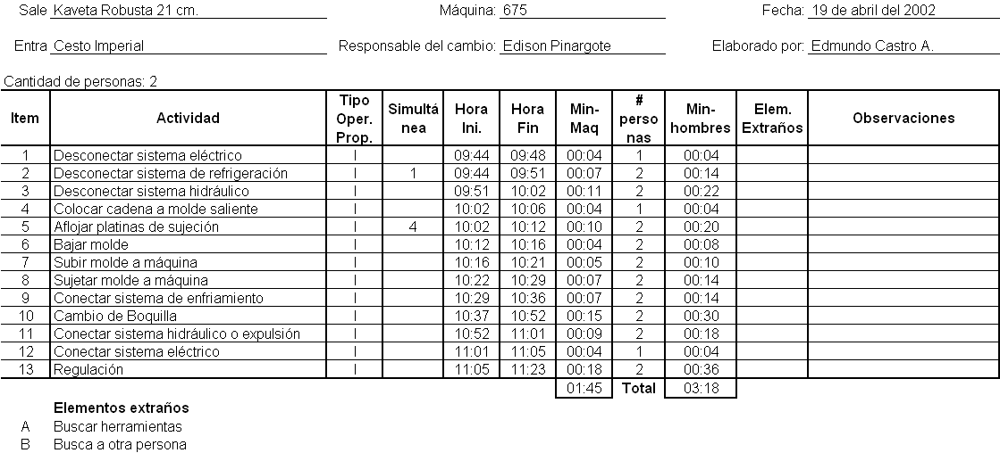 Sale Kaveta Robusta 21 cm. Máquina: 675 Fecha: 19 de abril del 2002
Entra Cesto Imperial Responsable del cambio: Edison Pinargote Elaborado por: Edmundo Castro A.
Cantidad de personas: 2
Item Actividad Tipo Oper. Prop. Simultá nea Hora Ini. Hora Fin Min-Maq # perso nas Min-hombres Elem. Extraños Observaciones
1 Desconectar sistema eléctrico I 09:44 09:48 00:04 1 00:04
2 Desconectar sistema de refrigeración I 1 09:44 09:51 00:07 2 00:14
3 Desconectar sistema hidráulico I 09:51 10:02 00:11 2 00:22
4 Colocar cadena a molde saliente I 10:02 10:06 00:04 1 00:04
5 Aflojar platinas de sujeción I 4 10:02 10:12 00:10 2 00:20
6 Bajar molde I 10:12 10:16 00:04 2 00:08
7 Subir molde a máquina I 10:16 10:21 00:05 2 00:10
8 Sujetar molde a máquina I 10:22 10:29 00:07 2 00:14
9 Conectar sistema de enfriamiento I 10:29 10:36 00:07 2 00:14
10 Cambio de Boquilla I 10:37 10:52 00:15 2 00:30
11 Conectar sistema hidráulico o expulsión I 10:52 11:01 00:09 2 00:18
12 Conectar sistema eléctrico I 11:01 11:05 00:04 1 00:04
13 Regulación I 11:05 11:23 00:18 2 00:36
01:45 Total 03:18
Elementos extraños
A Buscar herramientas
B Busca a otra persona